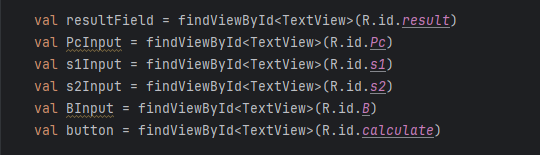 val resultField = findViewById<TextView>(R.id.result)
val PcInput = findViewById<TextView>(R.id.Pc)
val s1Input = findViewById<TextView>(R.id.s1)
val s2Input = findViewById<TextView>(R.id.s2)
val BInput = findViewById<TextView>(R.id.B)
val button = findViewById<TextView>(R.id.calculate)